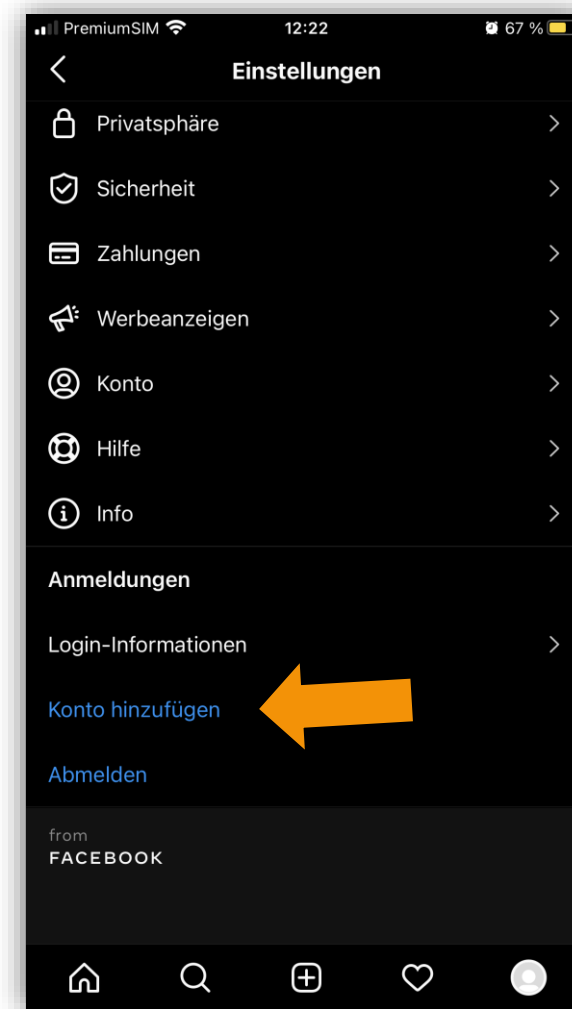 PremiumSIM 12:22 67 %
Einstellungen
Privatsphäre
Sicherheit
Zahlungen
Werbeanzeigen
Konto
Hilfe
Info
Anmeldungen
Login-Informationen
Konto hinzufügen
Abmelden
from
FACEBOOK